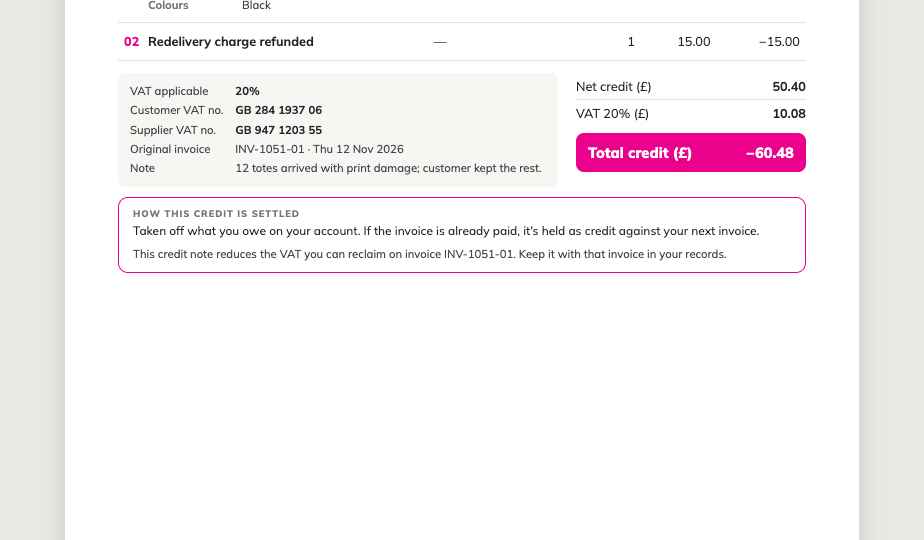 Colours Black
02 Redelivery charge refunded — 1 15.00 −15.00
VAT applicable 20%
Customer VAT no. GB 284 1937 06
Supplier VAT no. GB 947 1203 55
Original invoice INV-1051-01 · Thu 12 Nov 2026
Note 12 totes arrived with print damage; customer kept the rest.
Net credit (£) 50.40
VAT 20% (£) 10.08
Total credit (£) −60.48
HOW THIS CREDIT IS SETTLED
Taken off what you owe on your account. If the invoice is already paid, it's held as credit against your next invoice.
This credit note reduces the VAT you can reclaim on invoice INV-1051-01. Keep it with that invoice in your records.